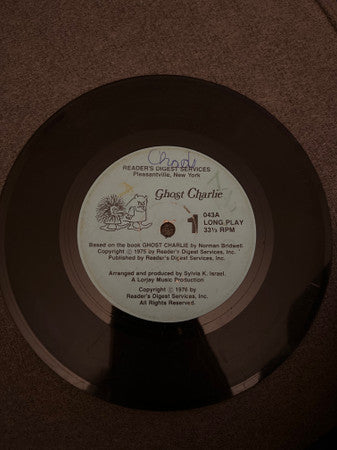 READER'S DIGEST SERVICES
Pleasantville, New York
Ghost Charlie
1
043A
LONG PLAY
33⅓ RPM
Based on the book GHOST CHARLIE by Norman Bridwell.
Copyright © 1975 by Reader's Digest Services, Inc.
Published by Reader's Digest Services, Inc.
Arranged and produced by Sylvia K. Israel.
A Lorjay Music Production
Copyright © 1976 by
Reader's Digest Services, Inc.
All Rights Reserved.